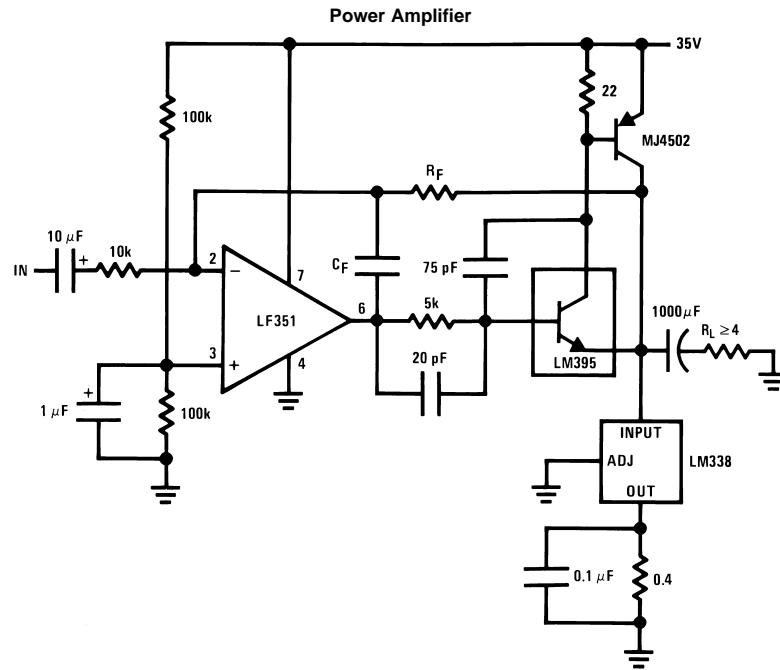 Power Amplifier
35V
100k
22
MJ4502
R_F
10 μF
+
10k
IN
2
−
7
C_F
75 pF
LF351
6
5k
1000μF
R_L ≥4
3
+
4
20 pF
LM395
+
1 μF
100k
INPUT
ADJ
LM338
OUT
0.1 μF
0.4